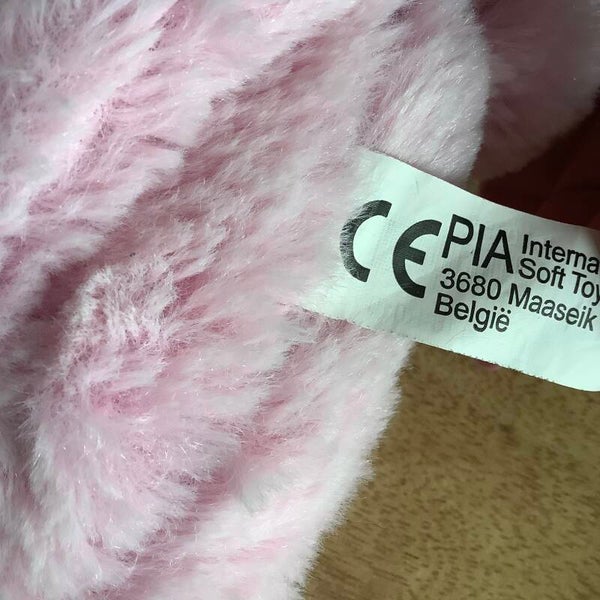 CE PIA Interna
Soft Toy
3680 Maaseik
België